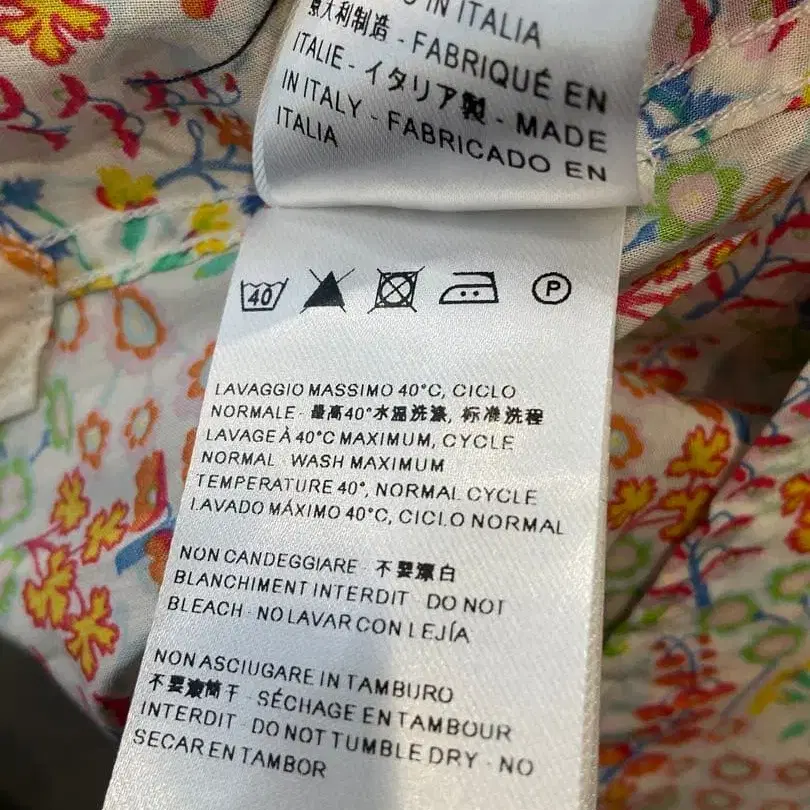 IN ITALIA
意大利制造 - FABRIQUÉ EN
ITALIE - イタリア製 - MADE
IN ITALY - FABRICADO EN
ITALIA
40
P
LAVAGGIO MASSIMO 40°C, CICLO
NORMALE - 最高40°水温洗涤, 标准洗程
LAVAGE À 40°C MAXIMUM, CYCLE
NORMAL · WASH MAXIMUM
TEMPERATURE 40°, NORMAL CYCLE
LAVADO MÁXIMO 40°C, CICLO NORMAL
NON CANDEGGIARE · 不要漂白
BLANCHIMENT INTERDIT · DO NOT
BLEACH · NO LAVAR CON LEJÍA
NON ASCIUGARE IN TAMBURO
不要滚筒干 · SÉCHAGE EN TAMBOUR
INTERDIT · DO NOT TUMBLE DRY · NO
SECAR EN TAMBOR